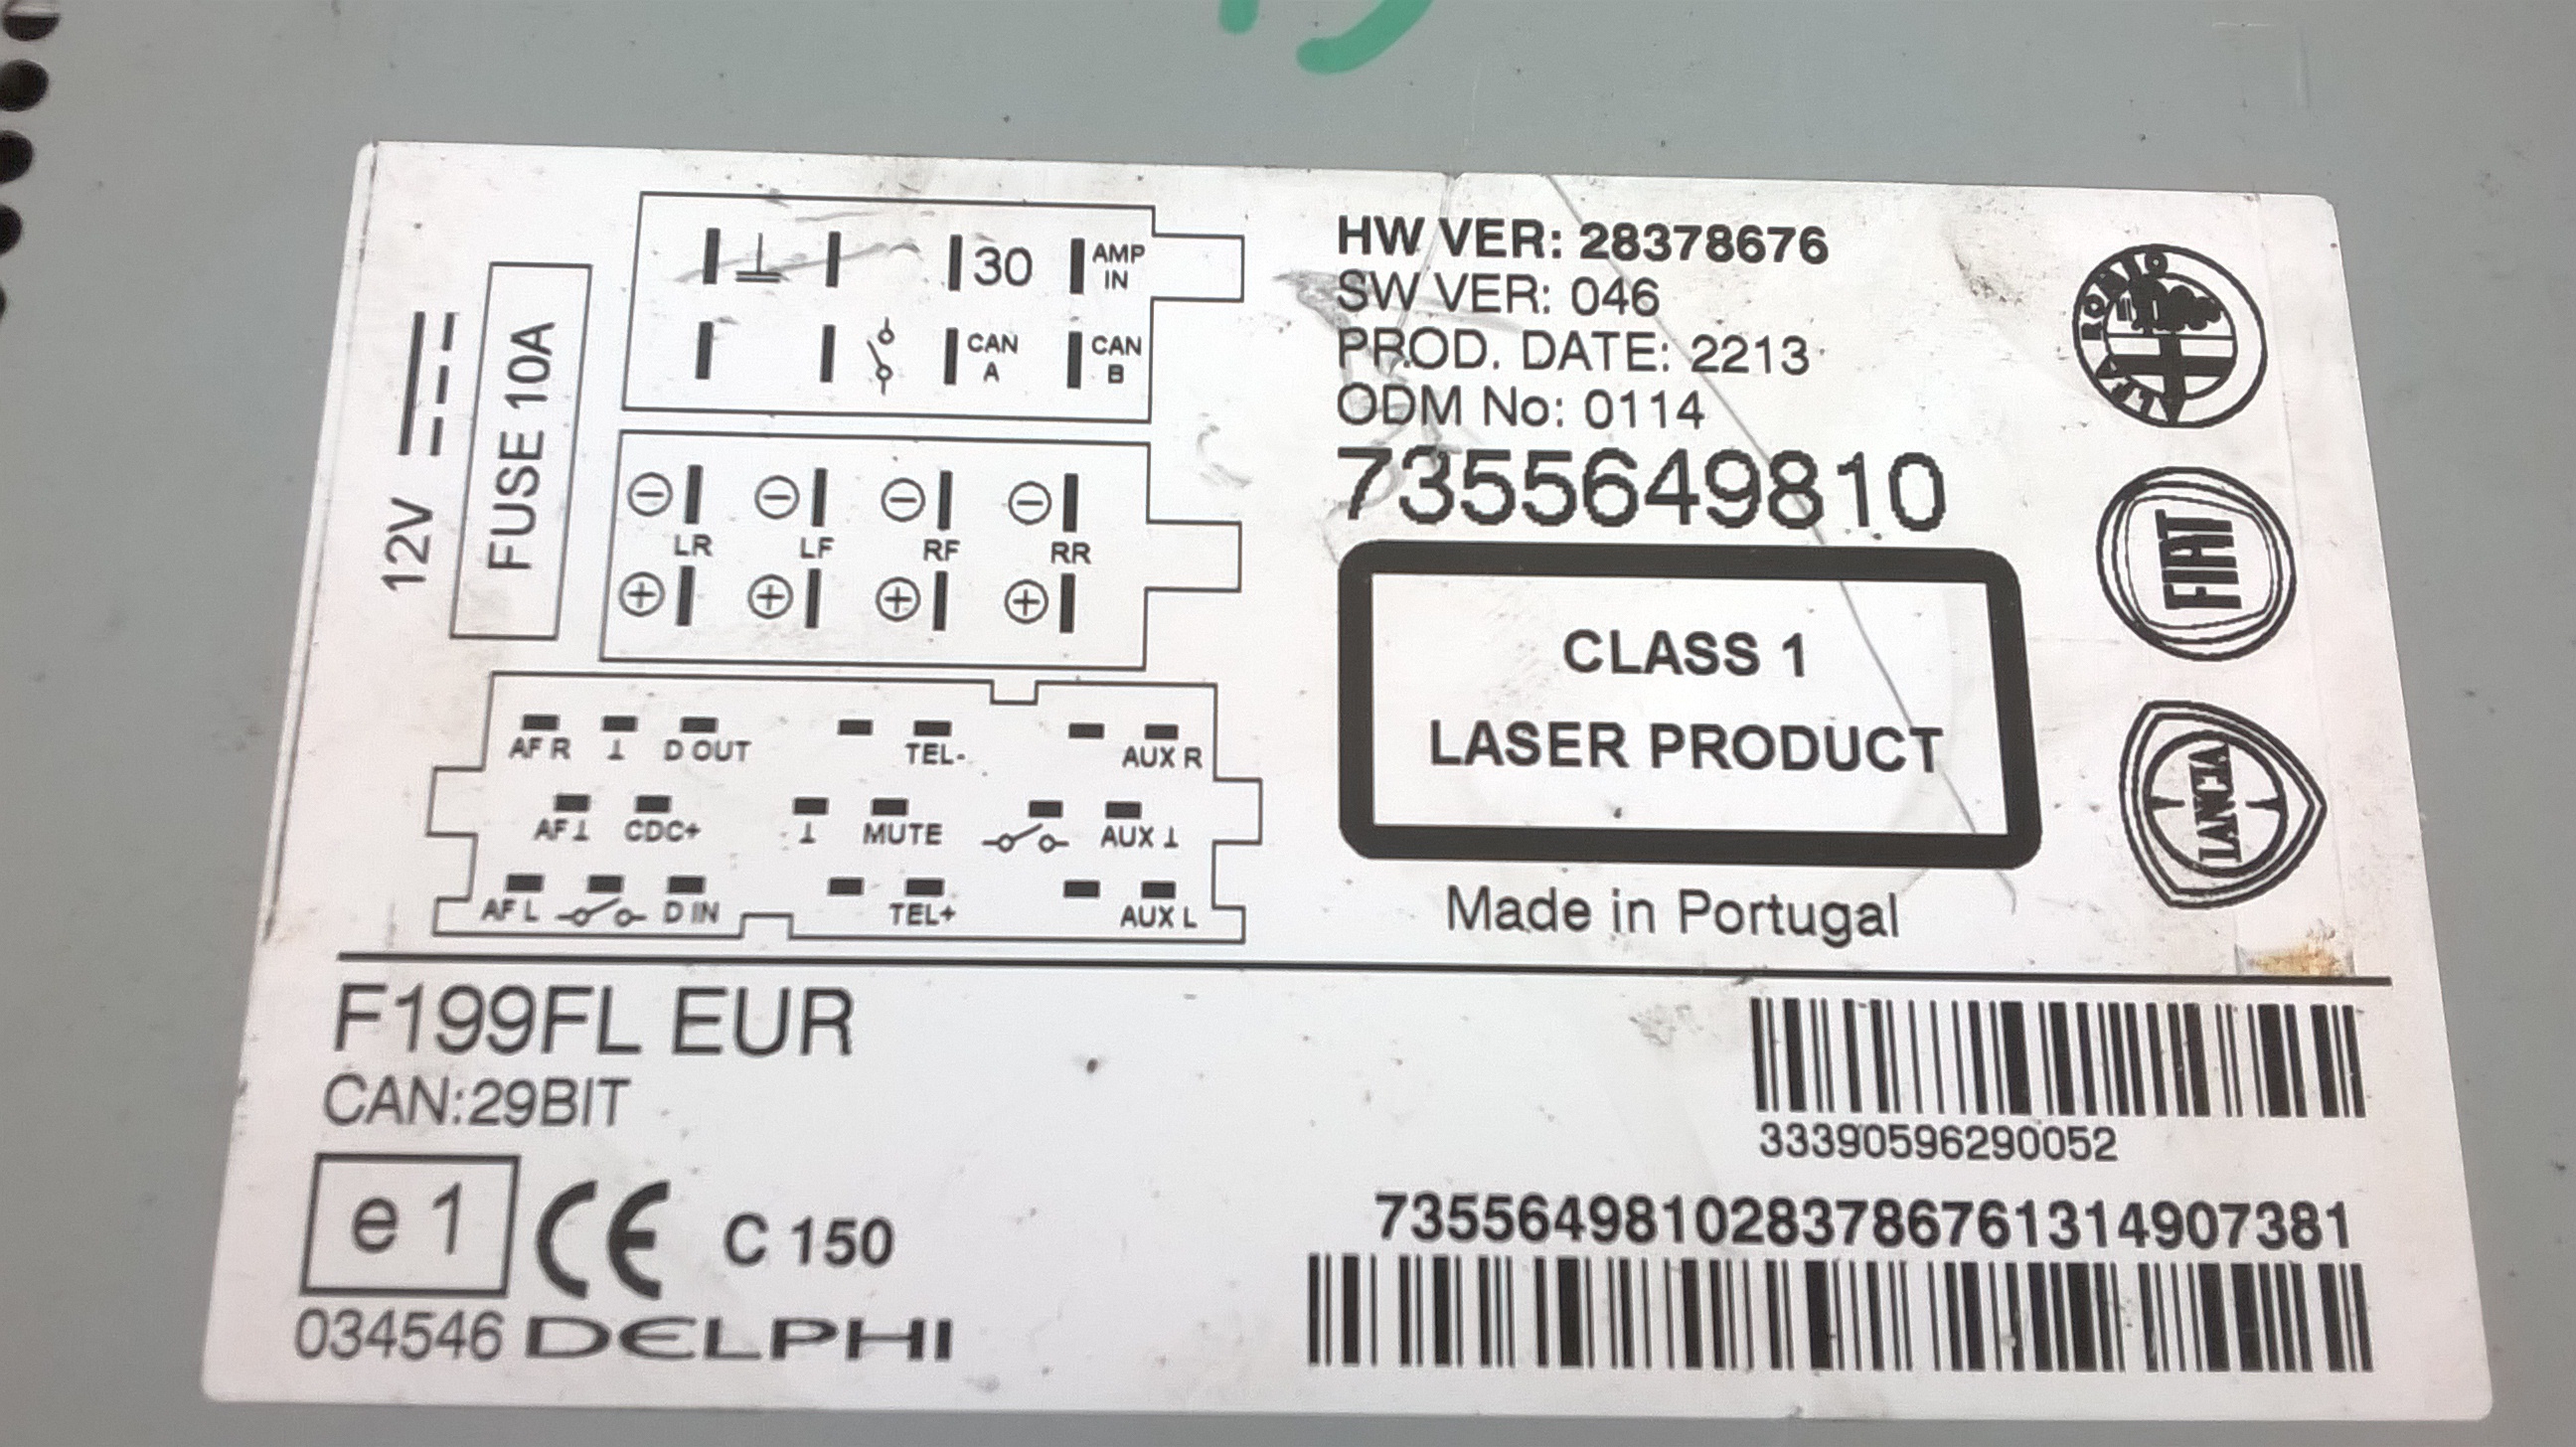 12V
FUSE 10A
30 AMP IN
CAN A CAN B
LR LF RF RR
AF R D OUT TEL- AUX R
AF CDC+ MUTE AUX
AF L D IN TEL+ AUX L
HW VER: 28378676
SW VER: 046
PROD. DATE: 2213
ODM No: 0114
7355649810
CLASS 1
LASER PRODUCT
Made in Portugal
ALFA ROMEO
FIAT
LANCIA
F199FL EUR
CAN:29BIT
e 1 CE C 150
034546 DELPHI
33390596290052
7355649810283786761314907381